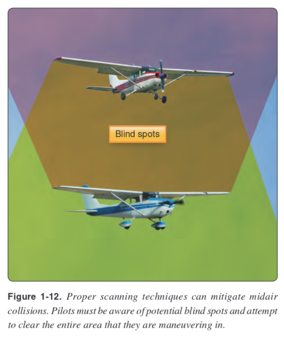 Blind spots
Figure 1-12. Proper scanning techniques can mitigate midair
collisions. Pilots must be aware of potential blind spots and attempt
to clear the entire area that they are maneuvering in.